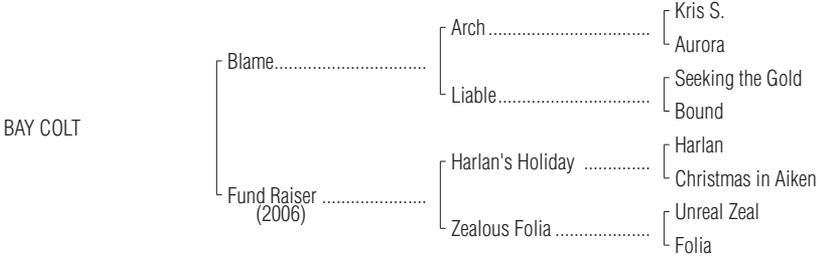 Kris S.
Arch ..................................
Aurora
Blame................................
Seeking the Gold
Liable................................
Bound
BAY COLT
Harlan
Harlan's Holiday ..............
Christmas in Aiken
Fund Raiser ......................
(2006)
Unreal Zeal
Zealous Folia ....................
Folia